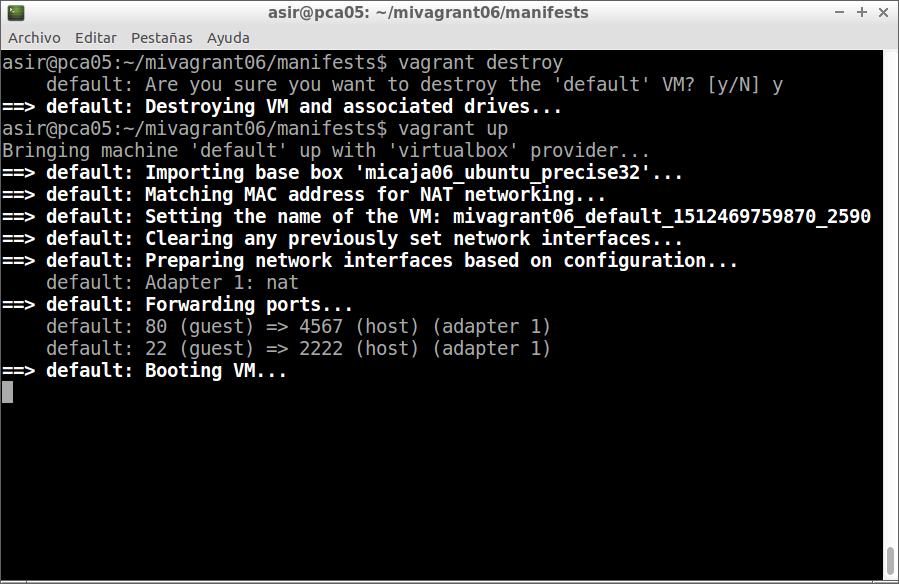 asir@pca05: ~/mivagrant06/manifests
Archivo Editar Pestañas Ayuda
asir@pca05:~/mivagrant06/manifests$ vagrant destroy
    default: Are you sure you want to destroy the 'default' VM? [y/N] y
==> default: Destroying VM and associated drives...
asir@pca05:~/mivagrant06/manifests$ vagrant up
Bringing machine 'default' up with 'virtualbox' provider...
==> default: Importing base box 'micaja06_ubuntu_precise32'...
==> default: Matching MAC address for NAT networking...
==> default: Setting the name of the VM: mivagrant06_default_1512469759870_2590
==> default: Clearing any previously set network interfaces...
==> default: Preparing network interfaces based on configuration...
    default: Adapter 1: nat
==> default: Forwarding ports...
    default: 80 (guest) => 4567 (host) (adapter 1)
    default: 22 (guest) => 2222 (host) (adapter 1)
==> default: Booting VM...